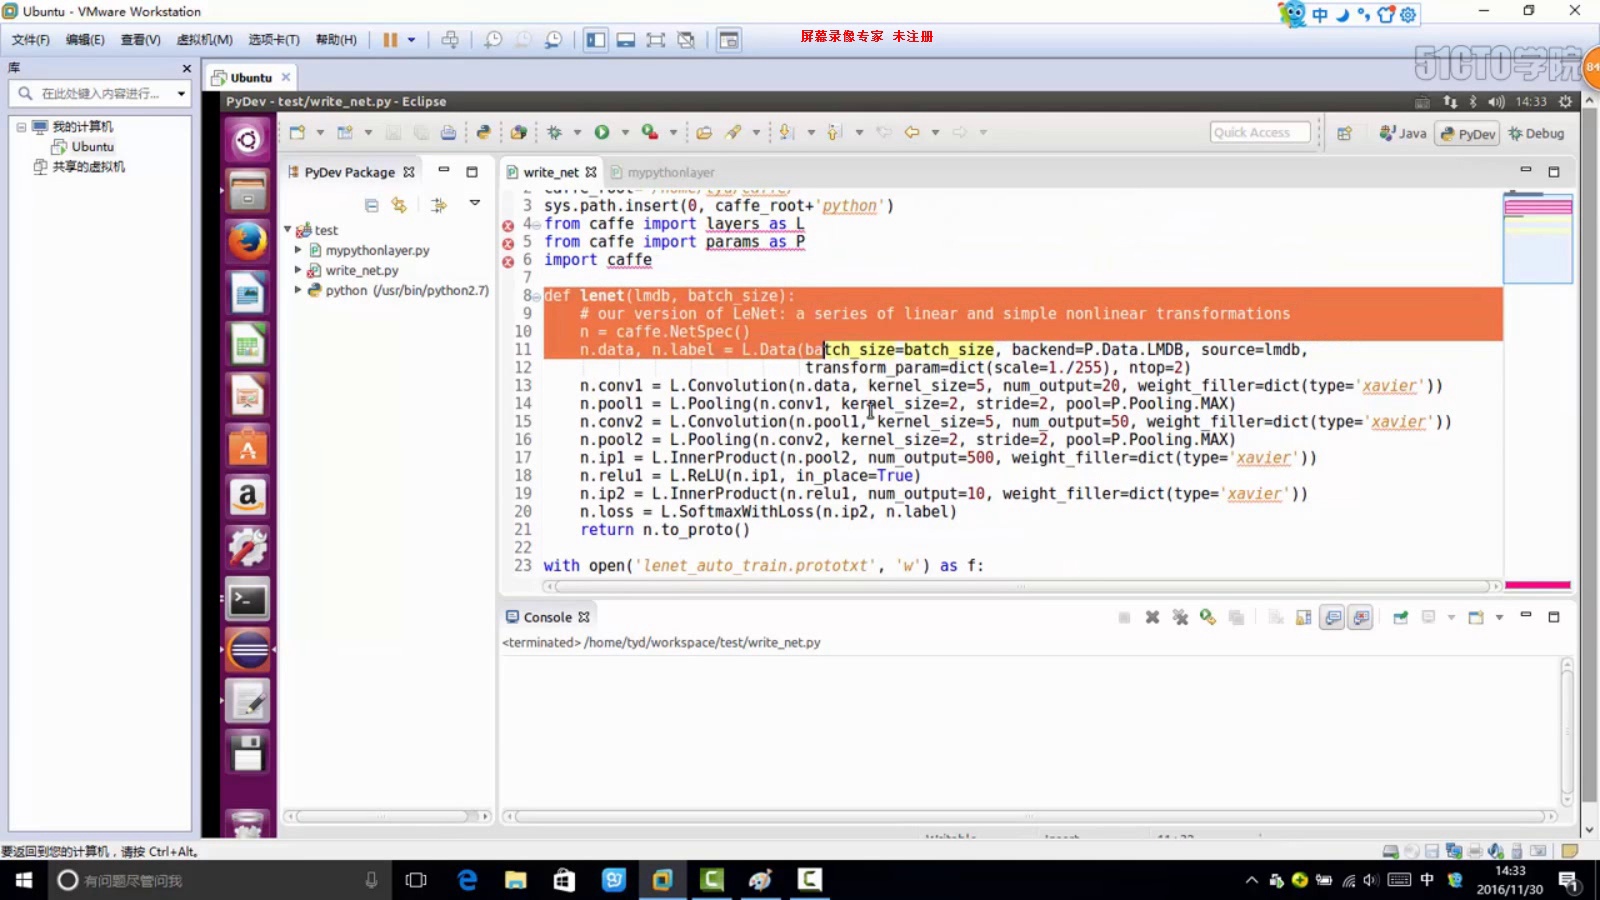 Ubuntu - VMware Workstation
中
文件(F) 编辑(E) 查看(V) 虚拟机(M) 选项卡(T) 帮助(H)
屏幕录像专家 未注册
51CTO学院
84
库
Ubuntu
在此处键入内容进行...
我的计算机
Ubuntu
共享的虚拟机
PyDev - test/write_net.py - Eclipse
14:33
Quick Access
Java
PyDev
Debug
PyDev Package
write_net
mypythonlayer
test
mypythonlayer.py
write_net.py
python (/usr/bin/python2.7)
3 sys.path.insert(0, caffe_root+'python')
4 from caffe import layers as L
5 from caffe import params as P
6 import caffe
7
8 def lenet(lmdb, batch_size):
9 # our version of LeNet: a series of linear and simple nonlinear transformations
10 n = caffe.NetSpec()
11 n.data, n.label = L.Data(batch_size=batch_size, backend=P.Data.LMDB, source=lmdb,
12 transform_param=dict(scale=1./255), ntop=2)
13 n.conv1 = L.Convolution(n.data, kernel_size=5, num_output=20, weight_filler=dict(type='xavier'))
14 n.pool1 = L.Pooling(n.conv1, kernel_size=2, stride=2, pool=P.Pooling.MAX)
15 n.conv2 = L.Convolution(n.pool1, kernel_size=5, num_output=50, weight_filler=dict(type='xavier'))
16 n.pool2 = L.Pooling(n.conv2, kernel_size=2, stride=2, pool=P.Pooling.MAX)
17 n.ip1 = L.InnerProduct(n.pool2, num_output=500, weight_filler=dict(type='xavier'))
18 n.relu1 = L.ReLU(n.ip1, in_place=True)
19 n.ip2 = L.InnerProduct(n.relu1, num_output=10, weight_filler=dict(type='xavier'))
20 n.loss = L.SoftmaxWithLoss(n.ip2, n.label)
21 return n.to_proto()
22
23 with open('lenet_auto_train.prototxt', 'w') as f:
Console
<terminated> /home/tyd/workspace/test/write_net.py
要返回到您的计算机，请按 Ctrl+Alt。
有问题尽管问我
中
14:33
2016/11/30
1